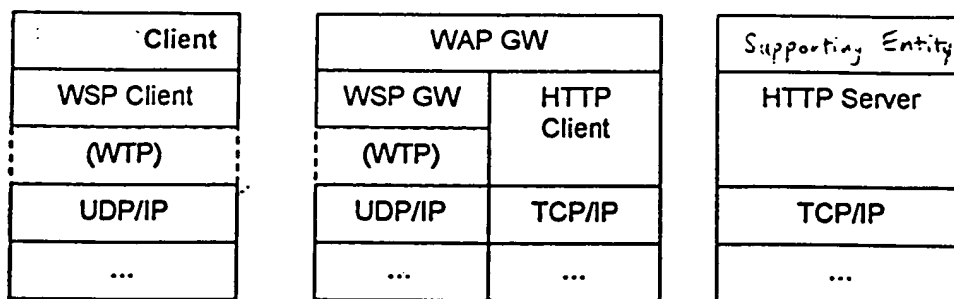 Client
WSP Client
(WTP)
UDP/IP
...
WAP GW
WSP GW
(WTP)
UDP/IP
...
HTTP
Client
TCP/IP
...
Supporting Entity
HTTP Server
TCP/IP
...